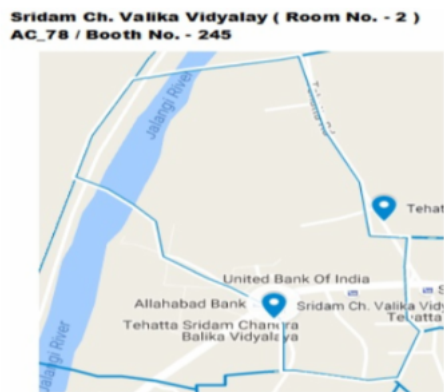 Sridam Ch. Valika Vidyalay ( Room No. - 2 )
AC_78 / Booth No. - 245
Jalangi River
Tehat
United Bank Of India
S
Allahabad Bank
Sridam Ch. Valika Vidy
Tehatta Sridam Chandra
Balika Vidyalaya
Jalangi River